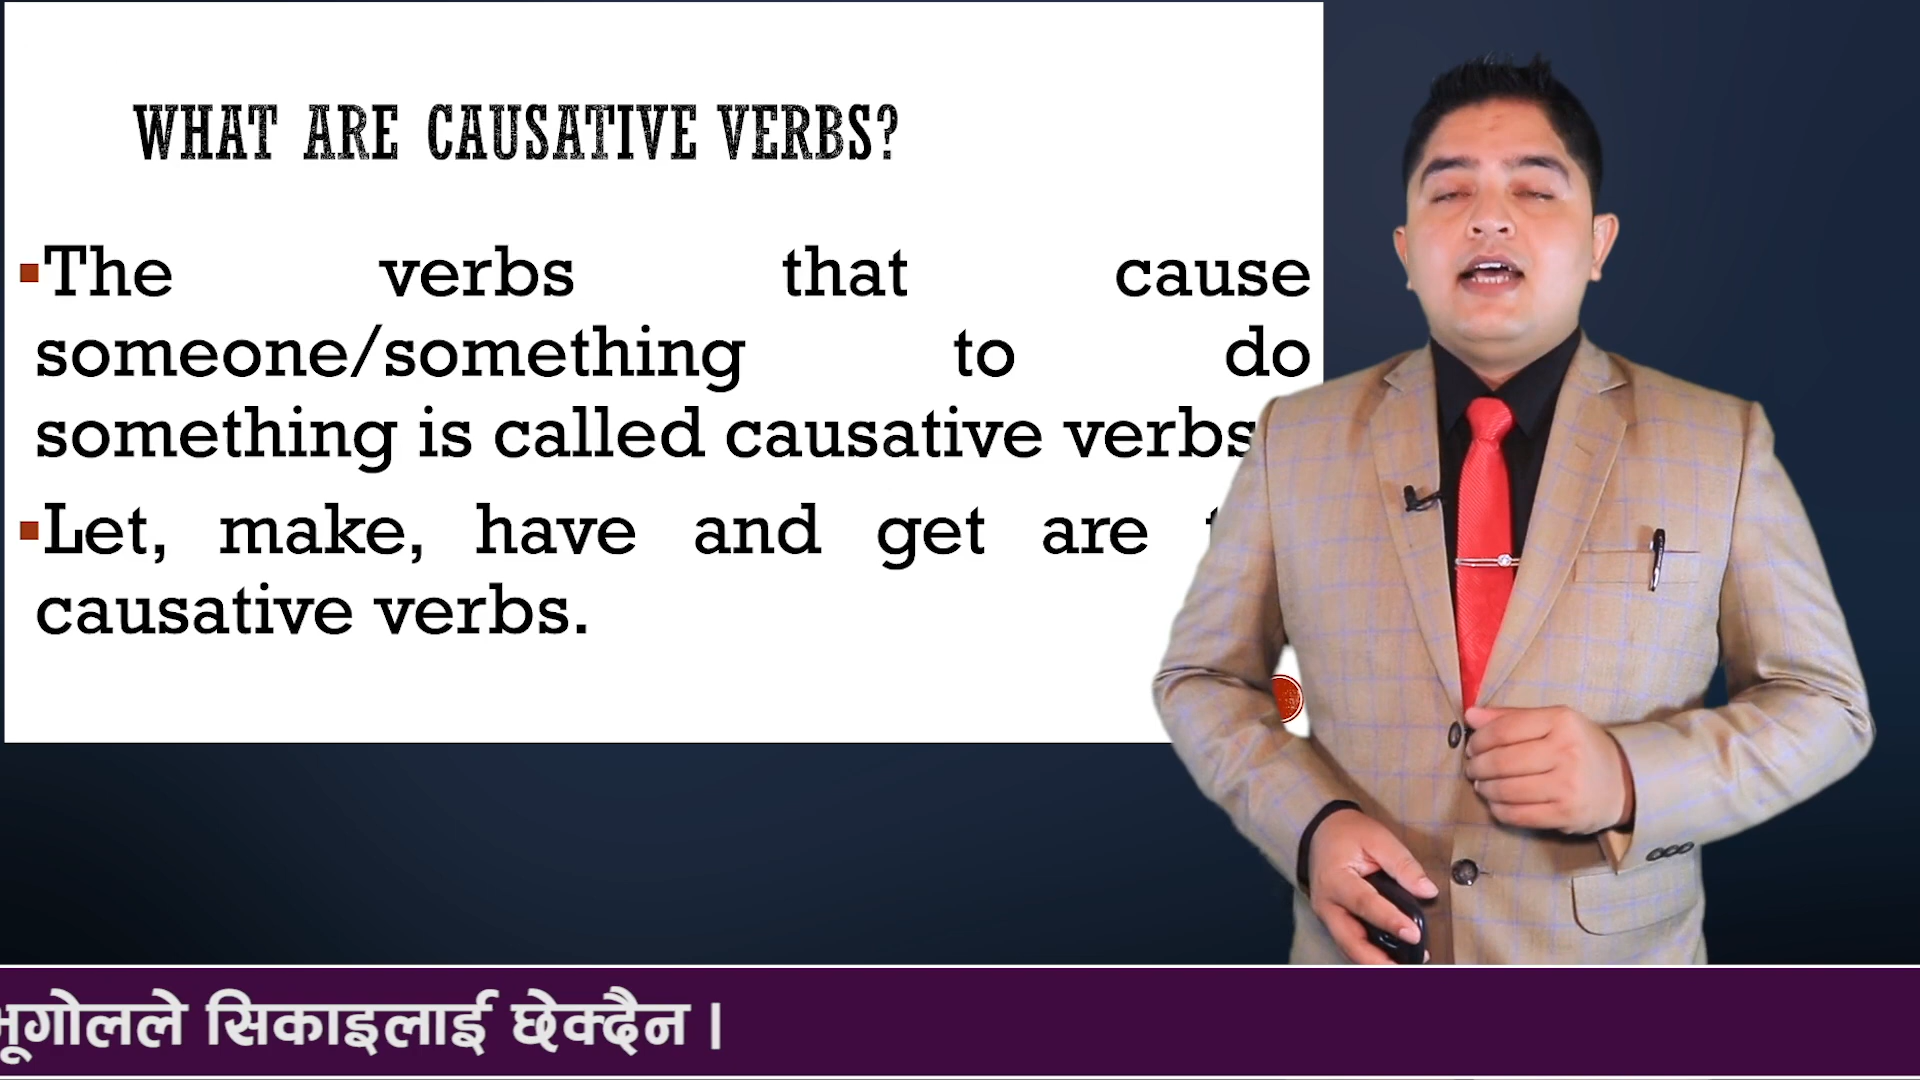 WHAT ARE CAUSATIVE VERBS?
▪The verbs that cause
someone/something to do
something is called causative verbs
▪Let, make, have and get are
causative verbs.
भूगोलले सिकाइलाई छेक्दैन ।